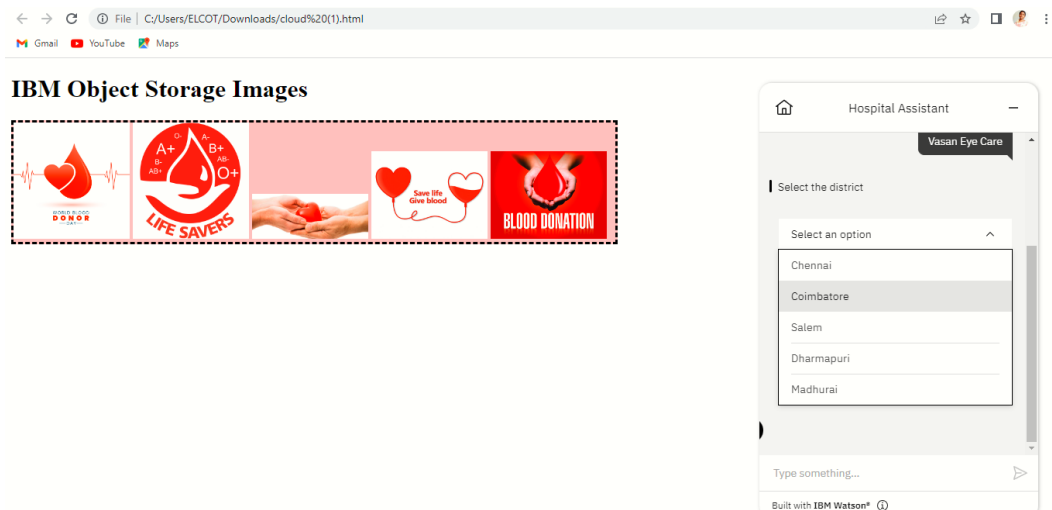 File C:/Users/ELCOT/Downloads/cloud%20(1).html
Gmail YouTube Maps
IBM Object Storage Images
WORLD BLOOD
DONOR
DAY
O- A-
A+ B+
B- AB-
AB+ O+
LIFE SAVERS
Save life
Give blood
BLOOD DONATION
Hospital Assistant
Vasan Eye Care
Select the district
Select an option
Chennai
Coimbatore
Salem
Dharmapuri
Madhurai
Type something...
Built with IBM Watson®